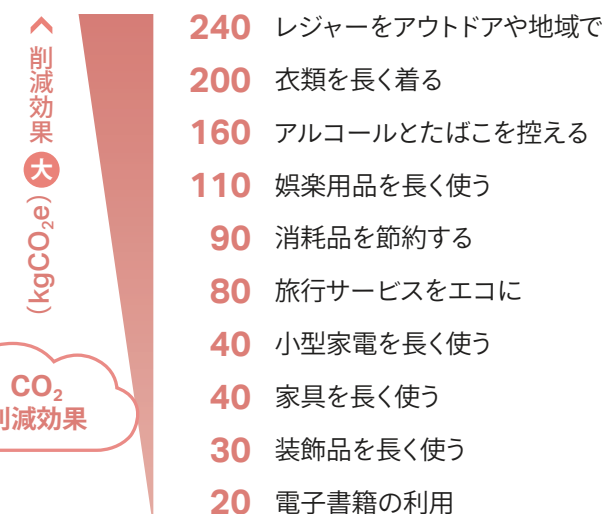 削減効果 大 (kgCO₂e)
240 レジャーをアウトドアや地域で
200 衣類を長く着る
160 アルコールとたばこを控える
110 娯楽用品を長く使う
90 消耗品を節約する
80 旅行サービスをエコに
40 小型家電を長く使う
40 家具を長く使う
30 装飾品を長く使う
20 電子書籍の利用
CO₂
削減効果